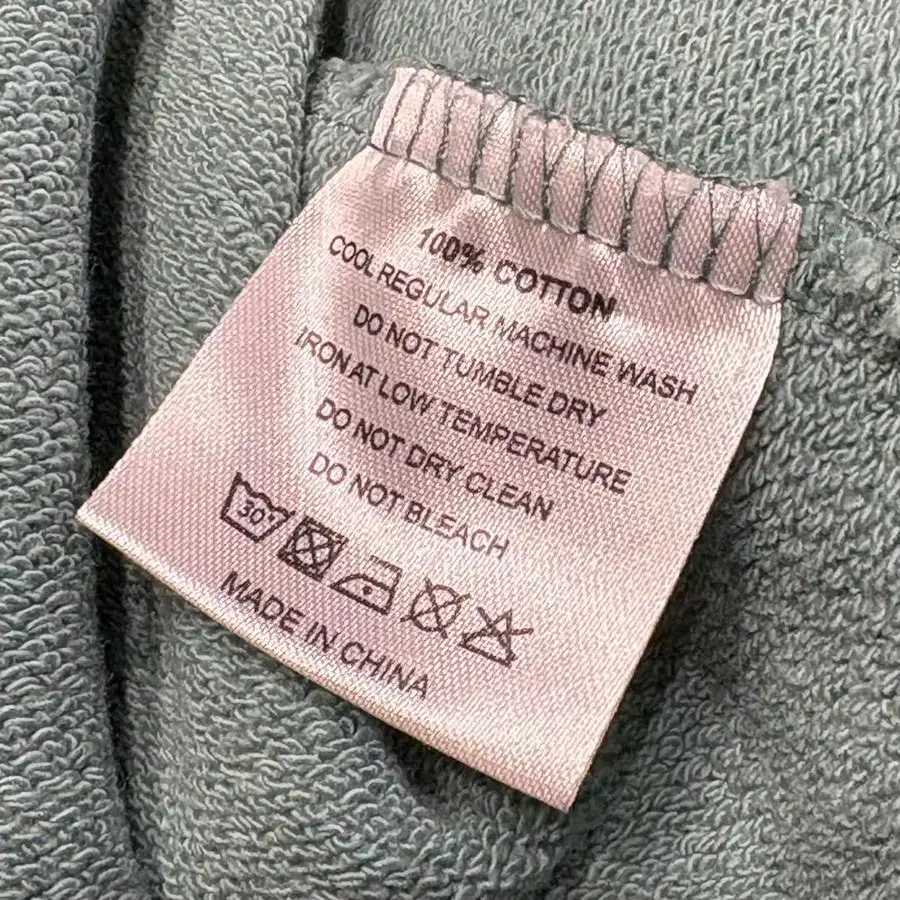 100% COTTON
COOL REGULAR MACHINE WASH
DO NOT TUMBLE DRY
IRON AT LOW TEMPERATURE
DO NOT DRY CLEAN
DO NOT BLEACH
30°
MADE IN CHINA